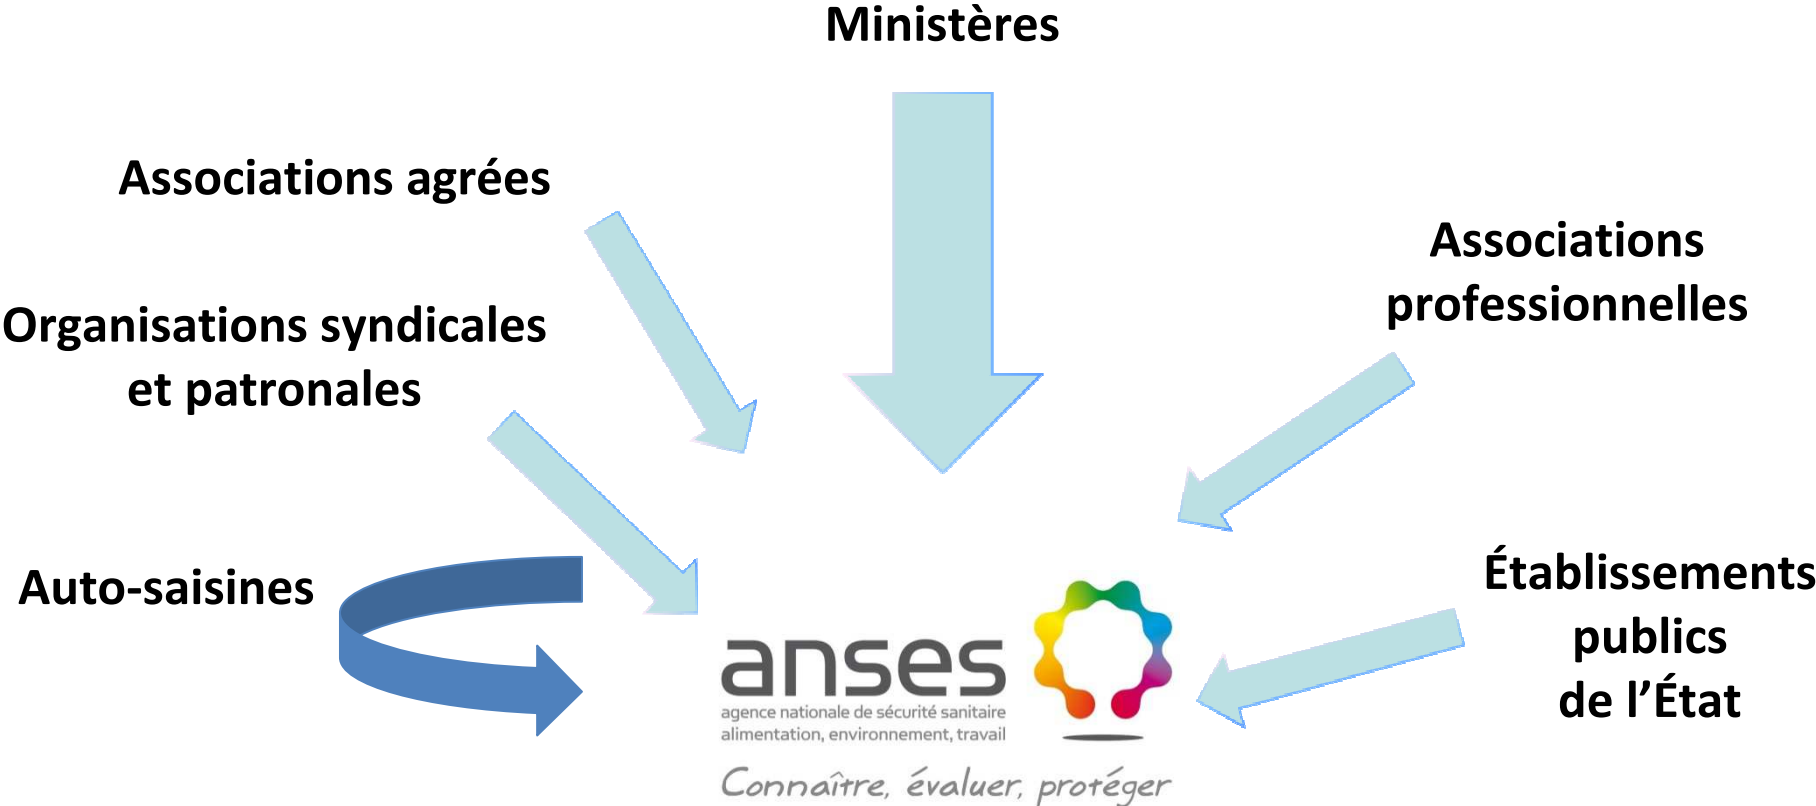 Ministères
Associations agrées
Associations
professionnelles
Organisations syndicales
et patronales
Auto-saisines
Établissements
publics
de l’État
anses
agence nationale de sécurité sanitaire
alimentation, environnement, travail
Connaître, évaluer, protéger